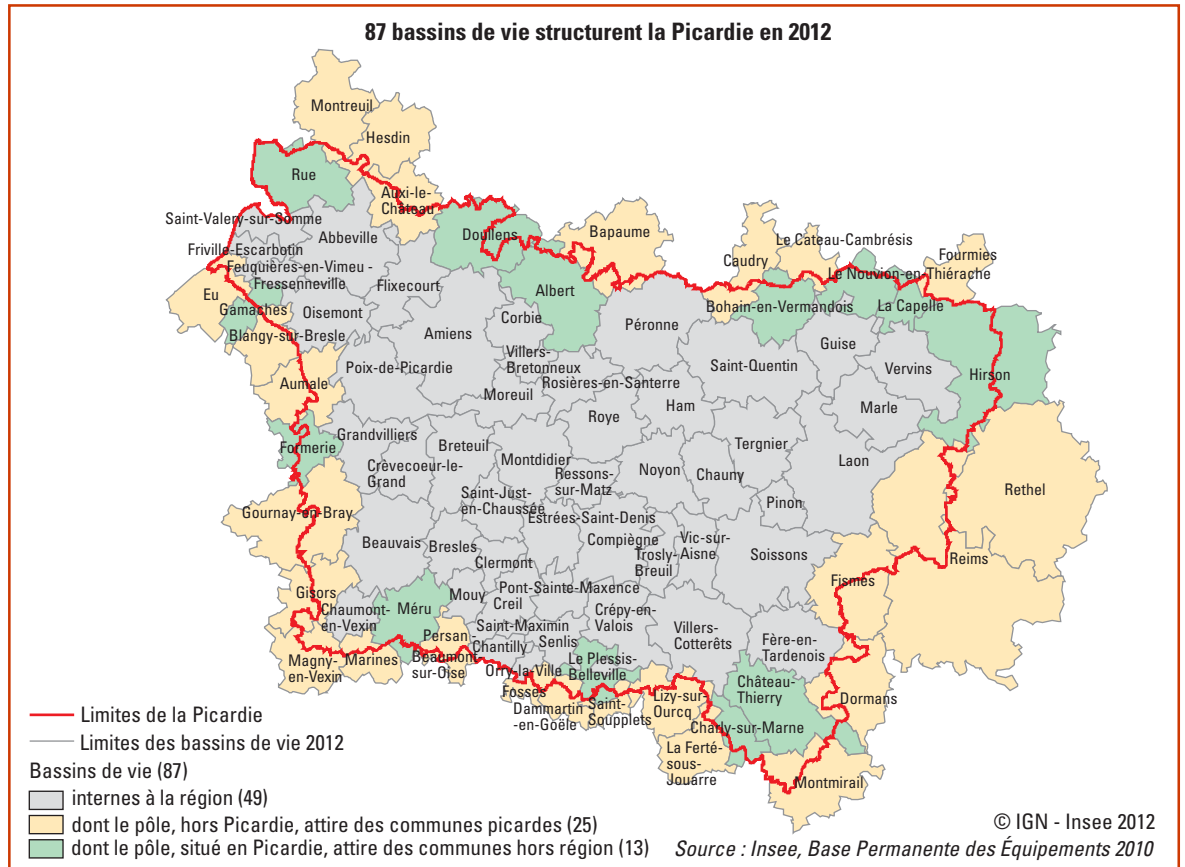 87 bassins de vie structurent la Picardie en 2012
Montreuil
Hesdin
Rue
Auxi-le-
Château
Saint-Valery-sur-Somme
Abbeville
Doullens
Bapaume
Le Cateau-Cambrésis
Caudry
Fourmies
Friville-Escarbotin
Feuquières-en-Vimeu -
Fressenneville
Flixecourt
Le Nouvion-en-Thiérache
Eu
Gamaches
Oisemont
Albert
Bohain-en-Vermandois
La Capelle
Blangy-sur-Bresle
Amiens
Corbie
Péronne
Guise
Poix-de-Picardie
Villers-
Bretonneux
Saint-Quentin
Vervins
Hirson
Aumale
Moreuil
Rosières-en-Santerre
Roye
Ham
Marle
Formerie
Grandvilliers
Breteuil
Montdidier
Tergnier
Laon
Crèvecoeur-le-
Grand
Ressons-
sur-Matz
Noyon
Chauny
Rethel
Saint-Just-
en-Chaussée
Pinon
Gournay-en-Bray
Estrées-Saint-Denis
Beauvais
Bresles
Compiègne
Vic-sur-
Aisne
Trosly-
Breuil
Soissons
Reims
Clermont
Fismes
Gisors
Méru
Mouy
Pont-Sainte-Maxence
Creil
Chaumont-
en-Vexin
Crépy-en-
Valois
Saint-Maximin
Villers-
Cotterêts
Fère-en-
Tardenois
Persan -
Beaumont-
sur-Oise
Chantilly
Senlis
Magny-
en-Vexin
Marines
Orry-la-Ville
Le Plessis-
Belleville
Château-
Thierry
Dormans
Fosses
Dammartin
-en-Goële
Saint-
Soupplets
Lizy-sur-
Ourcq
Charly-sur-Marne
La Ferté-
sous-
Jouarre
Montmirail
Limites de la Picardie
Limites des bassins de vie 2012
Bassins de vie (87)
internes à la région (49)
dont le pôle, hors Picardie, attire des communes picardes (25)
dont le pôle, situé en Picardie, attire des communes hors région (13)
© IGN - Insee 2012
Source : Insee, Base Permanente des Équipements 2010